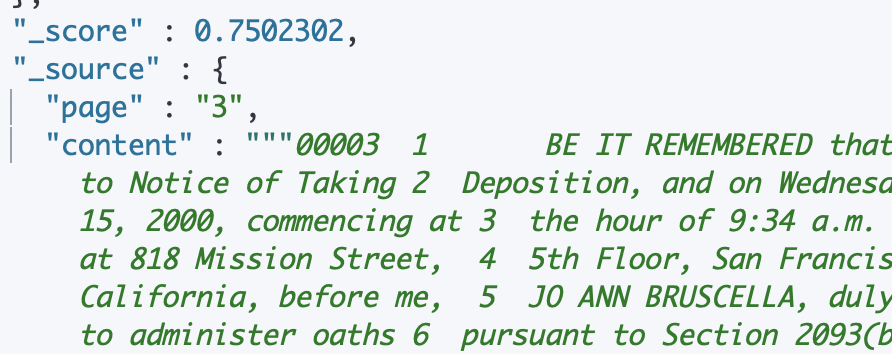 },
"_score" : 0.7502302,
"_source" : {
"page" : "3",
"content" : """00003  1        BE IT REMEMBERED that
to Notice of Taking 2  Deposition, and on Wednesd
15, 2000, commencing at 3  the hour of 9:34 a.m.
at 818 Mission Street,  4  5th Floor, San Francis
California, before me,  5  JO ANN BRUSCELLA, duly
to administer oaths 6  pursuant to Section 2093(b